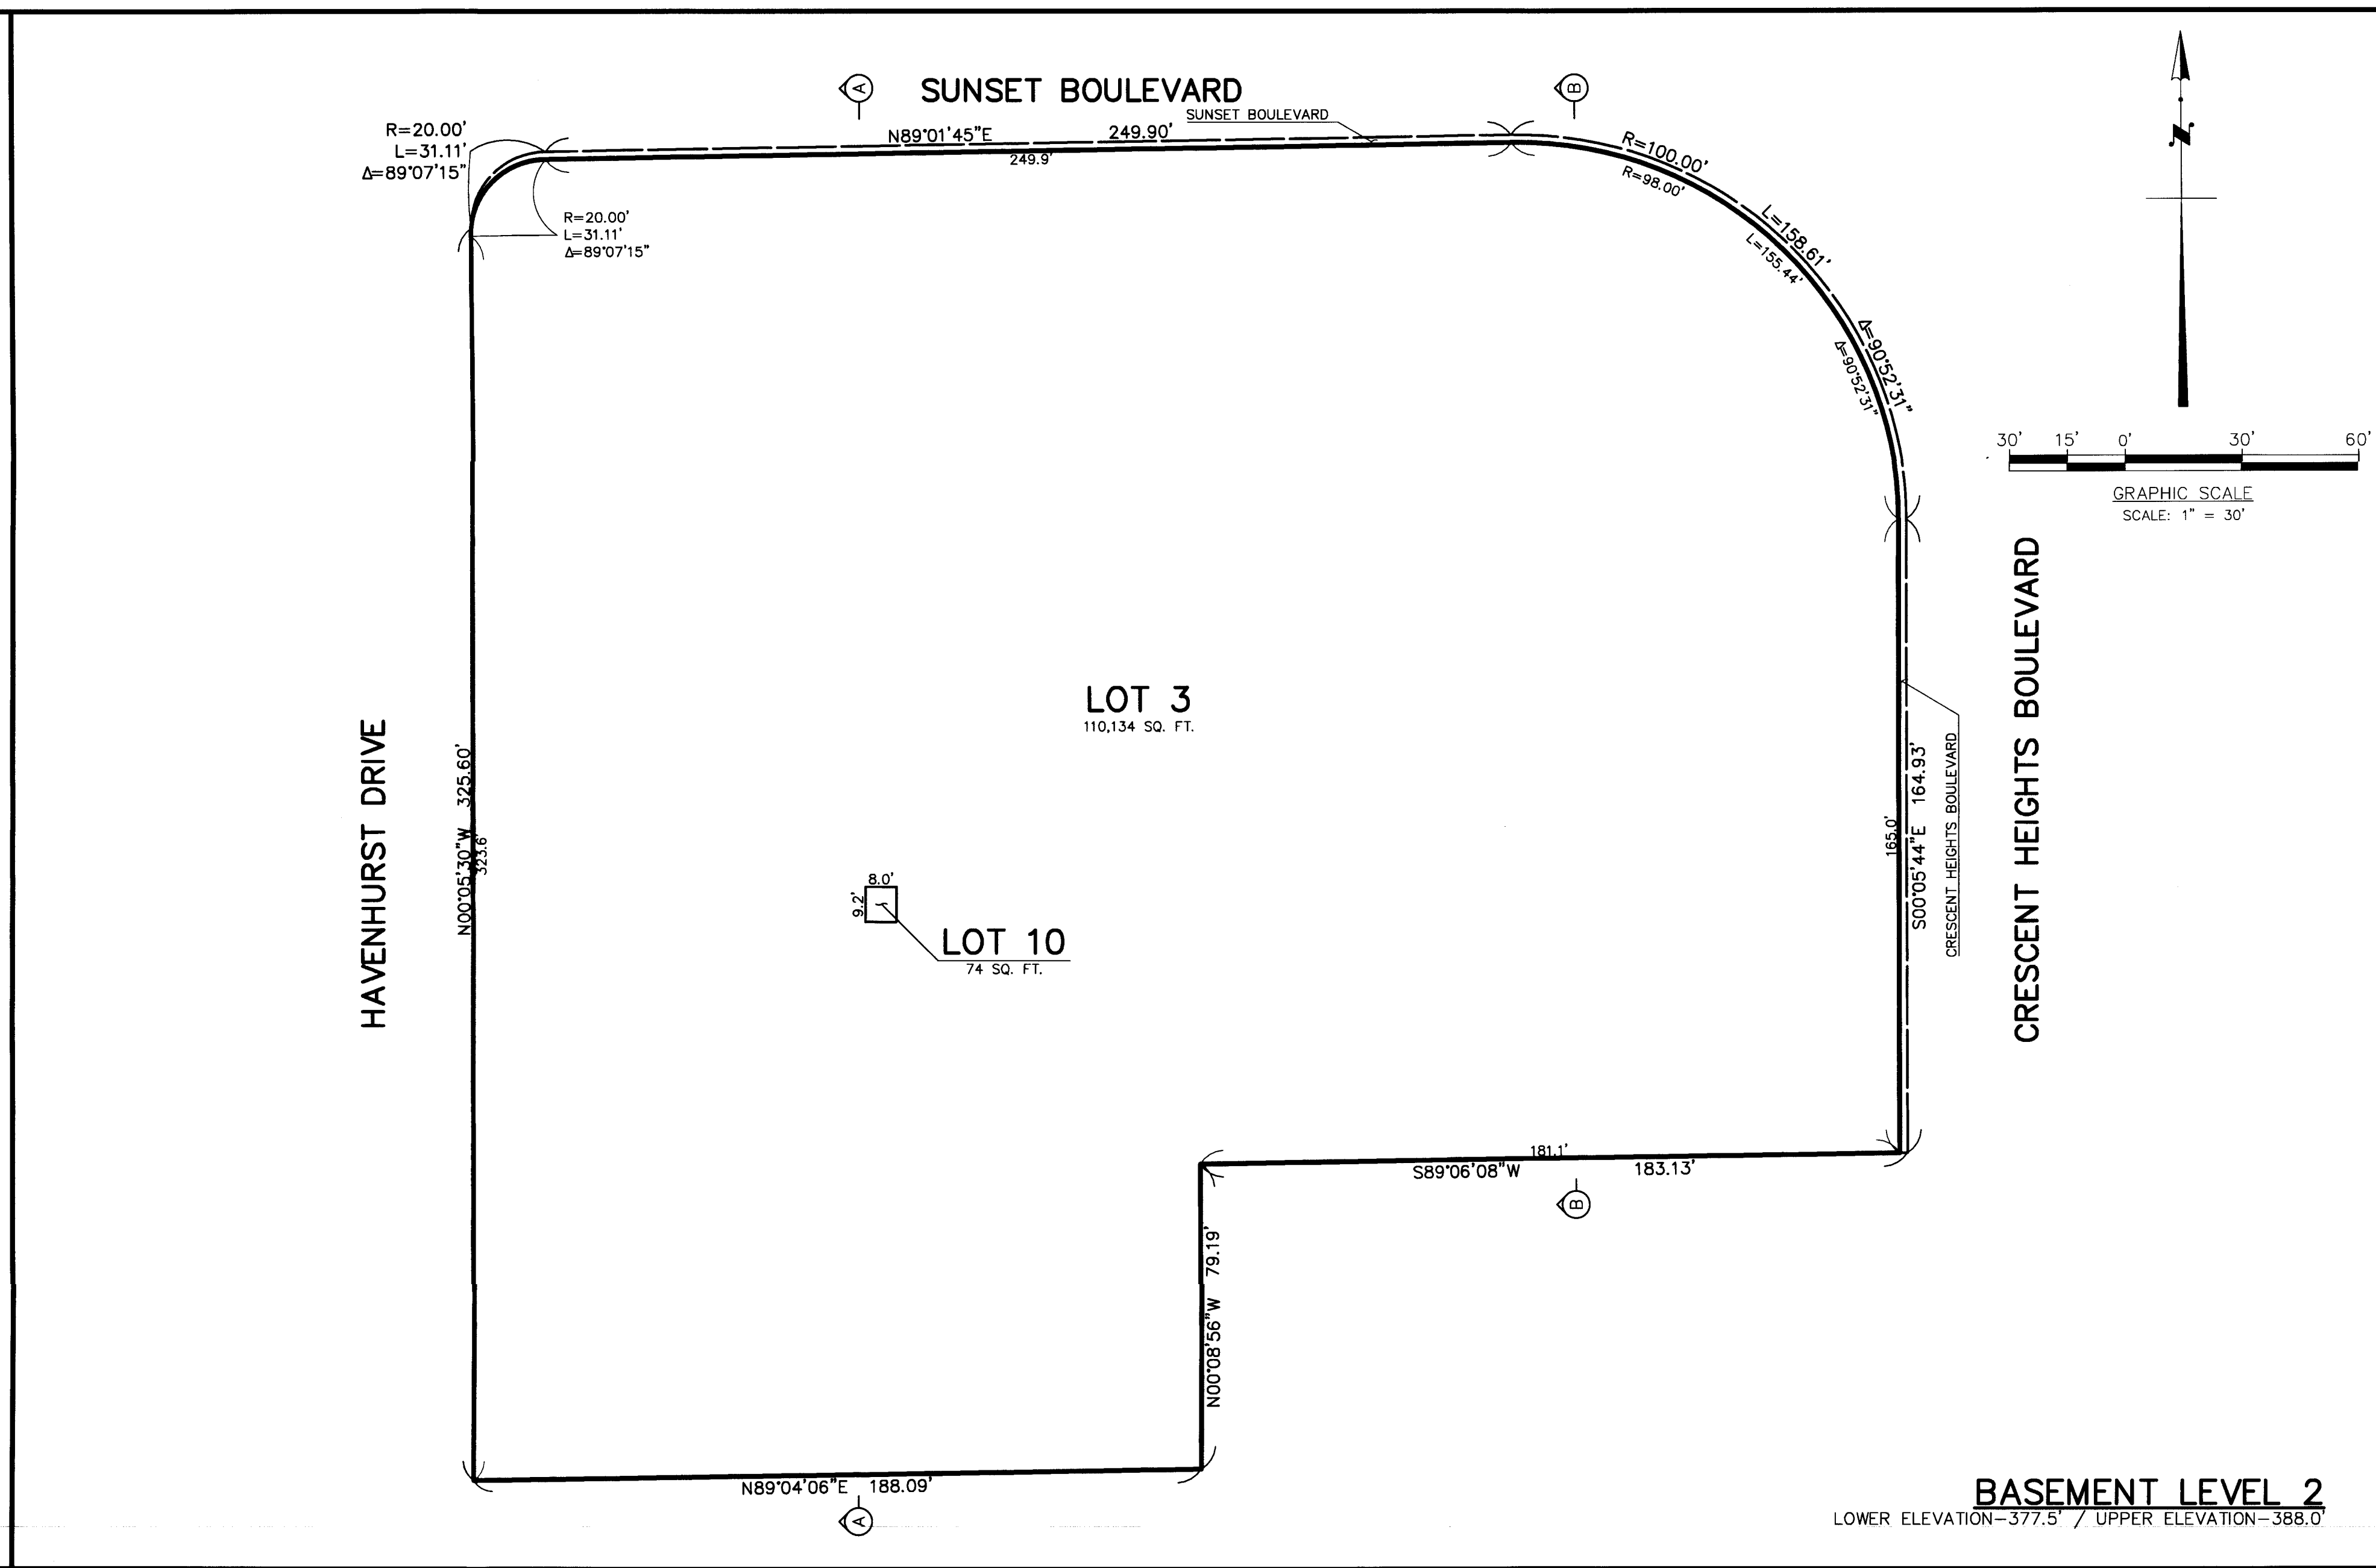 A
SUNSET BOULEVARD
B
SUNSET BOULEVARD
R=20.00'
L=31.11'
Δ=89°07'15"
N89°01'45"E 249.90'
249.9'
R=100.00'
R=98.00'
R=20.00'
L=31.11'
Δ=89°07'15"
L=158.61'
L=155.44'
Δ=90°52'31"
Δ=90°52'31"
N
30' 15' 0' 30' 60'
GRAPHIC SCALE
SCALE: 1" = 30'
LOT 3
110,134 SQ. FT.
HAVENHURST DRIVE
N00°05'30"W 325.60'
323.6'
8.0'
9.2'
LOT 10
74 SQ. FT.
165.0'
S00°05'44"E 164.93'
CRESCENT HEIGHTS BOULEVARD
CRESCENT HEIGHTS BOULEVARD
181.1'
S89°06'08"W 183.13'
B
N00°08'56"W 79.19'
N89°04'06"E 188.09'
A
BASEMENT LEVEL 2
LOWER ELEVATION-377.5' / UPPER ELEVATION-388.0'